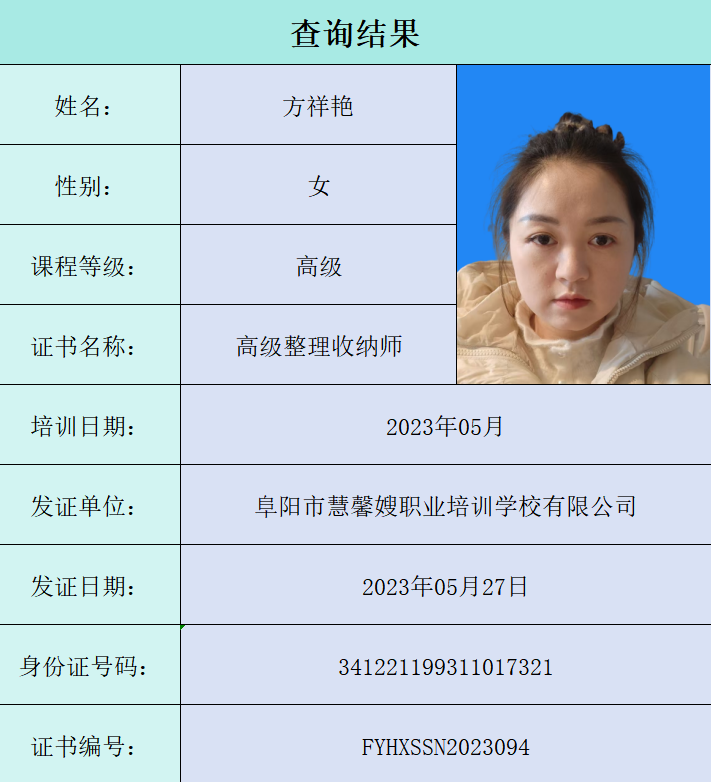 查询结果
姓名： 方祥艳
性别： 女
课程等级： 高级
证书名称： 高级整理收纳师
培训日期： 2023年05月
发证单位： 阜阳市慧馨嫂职业培训学校有限公司
发证日期： 2023年05月27日
身份证号码： 341221199311017321
证书编号： FYHXSSN2023094